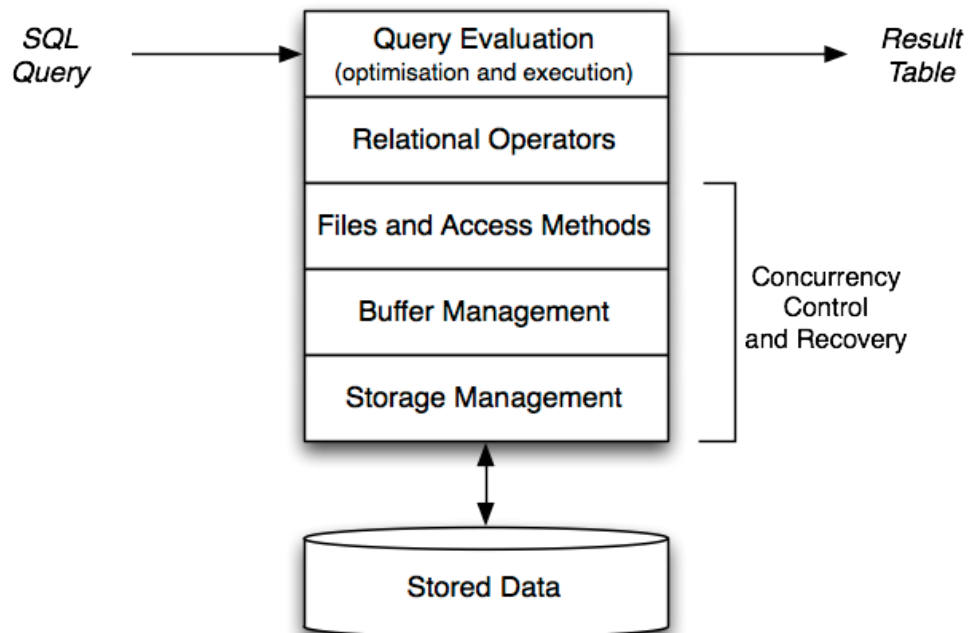 SQL
Query
Query Evaluation
(optimisation and execution)
Result
Table
Relational Operators
Files and Access Methods
Concurrency
Control
and Recovery
Buffer Management
Storage Management
Stored Data